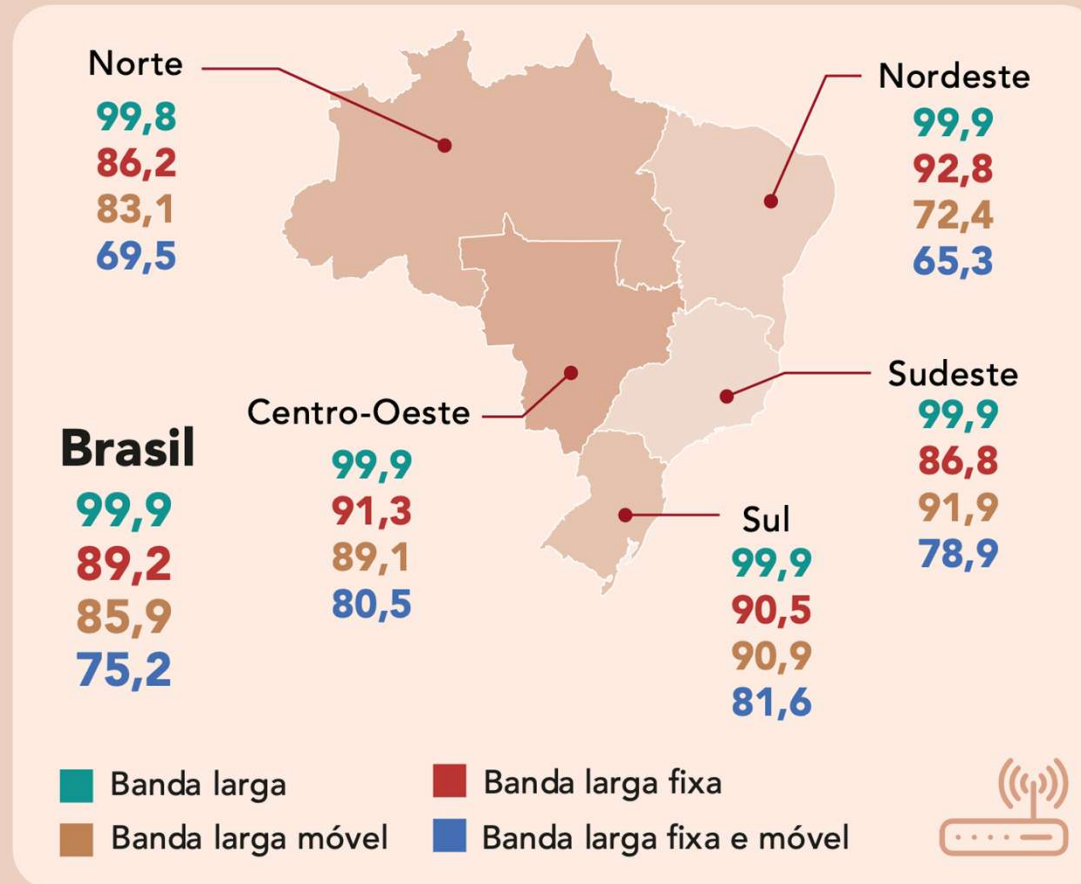 Norte
99,8
86,2
83,1
69,5
Nordeste
99,9
92,8
72,4
65,3
Sudeste
99,9
86,8
91,9
78,9
Centro-Oeste
99,9
91,3
89,1
80,5
Brasil
99,9
89,2
85,9
75,2
Sul
99,9
90,5
90,9
81,6
Banda larga
Banda larga fixa
Banda larga móvel
Banda larga fixa e móvel